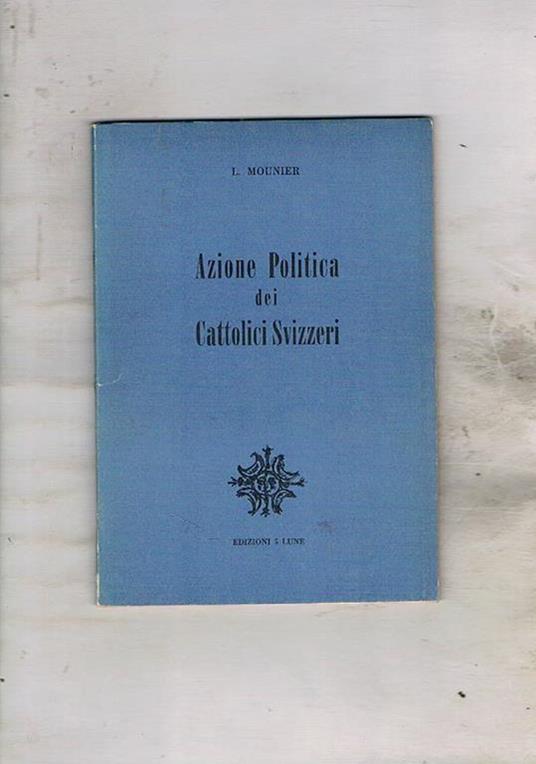 L. MOUNIER
Azione Politica
dei
Cattolici Svizzeri
EDIZIONI 5 LUNE